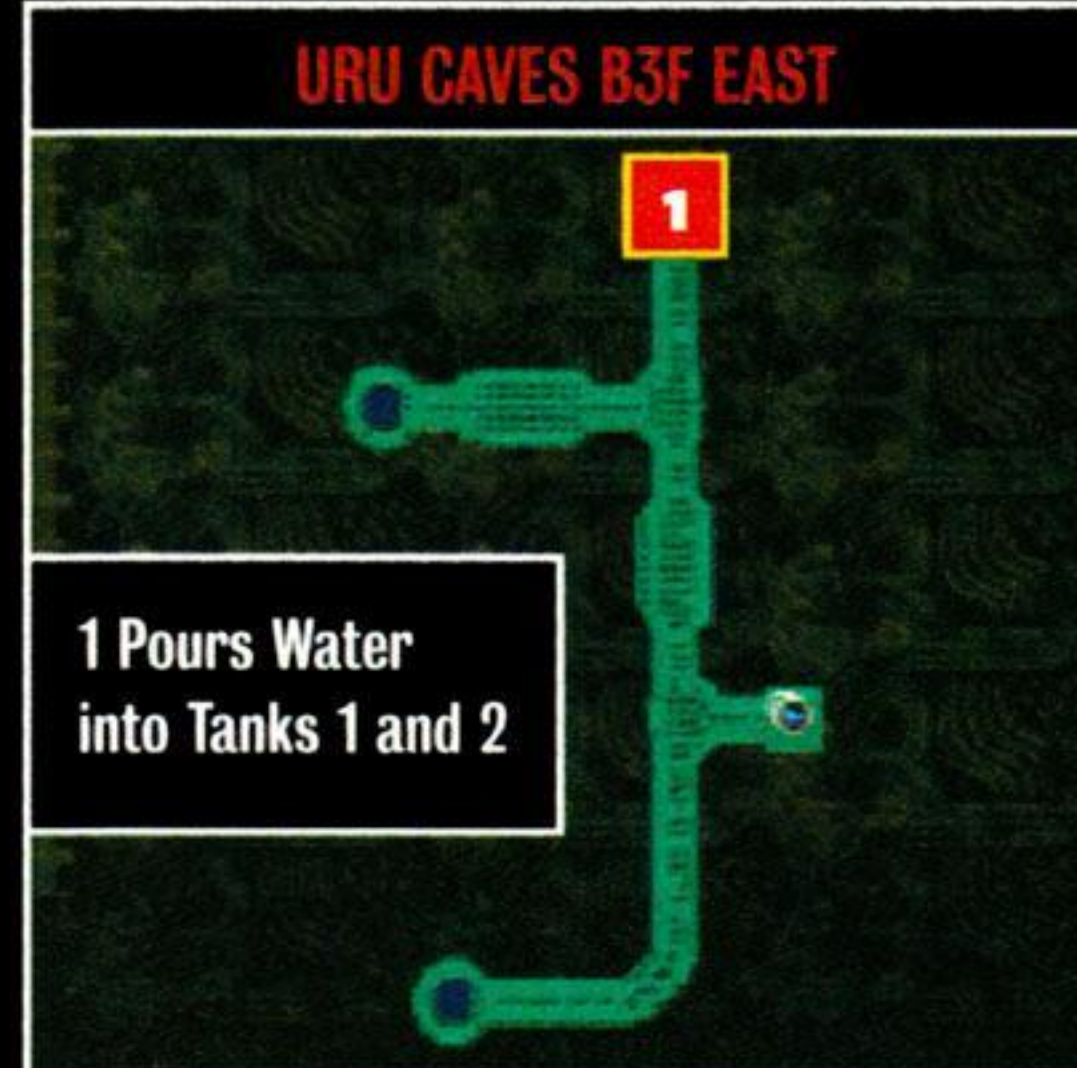 URU CAVES B3F EAST
1
1 Pours Water
into Tanks 1 and 2